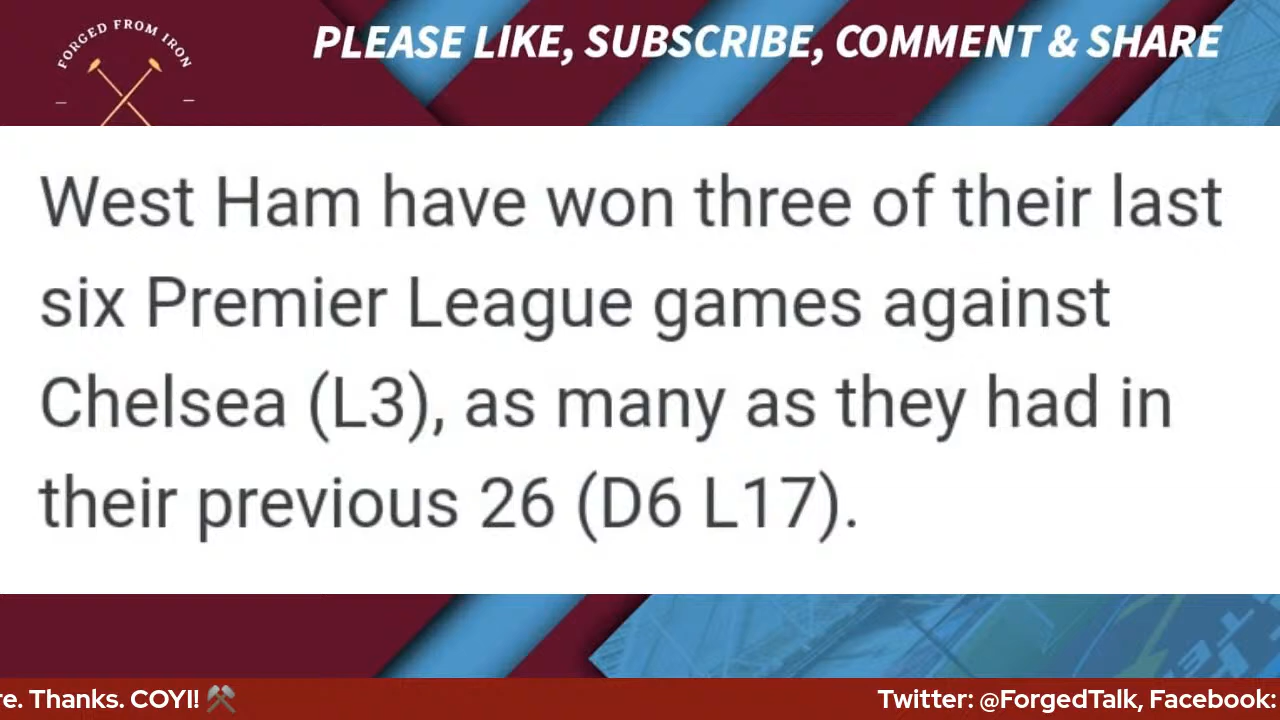 FORGED FROM IRON
PLEASE LIKE, SUBSCRIBE, COMMENT & SHARE
West Ham have won three of their last
six Premier League games against
Chelsea (L3), as many as they had in
their previous 26 (D6 L17).
re. Thanks. COYI! ⚒️ Twitter: @ForgedTalk, Facebook: